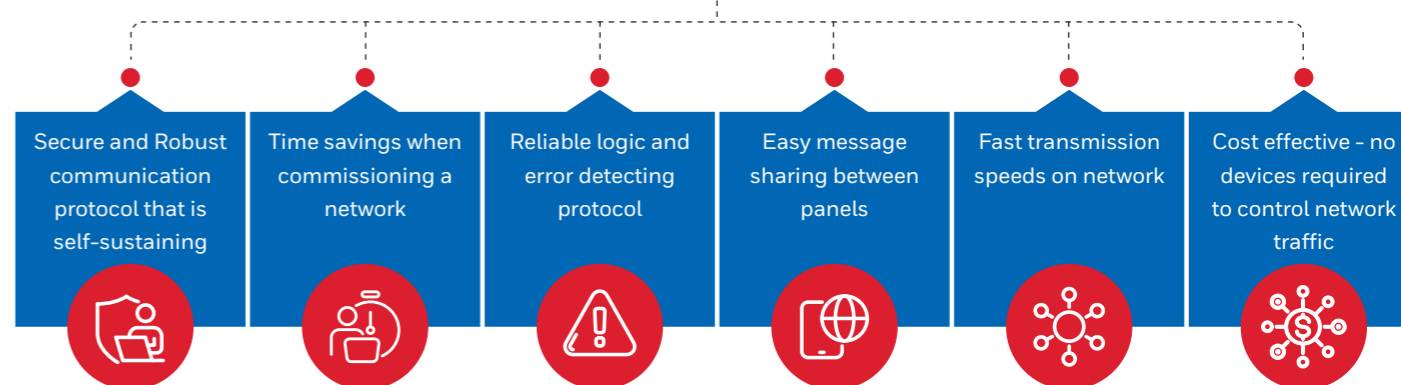 Secure and Robust
communication
protocol that is
self-sustaining
Time savings when
commissioning a
network
Reliable logic and
error detecting
protocol
Easy message
sharing between
panels
Fast transmission
speeds on network
Cost effective - no
devices required
to control network
traffic
S